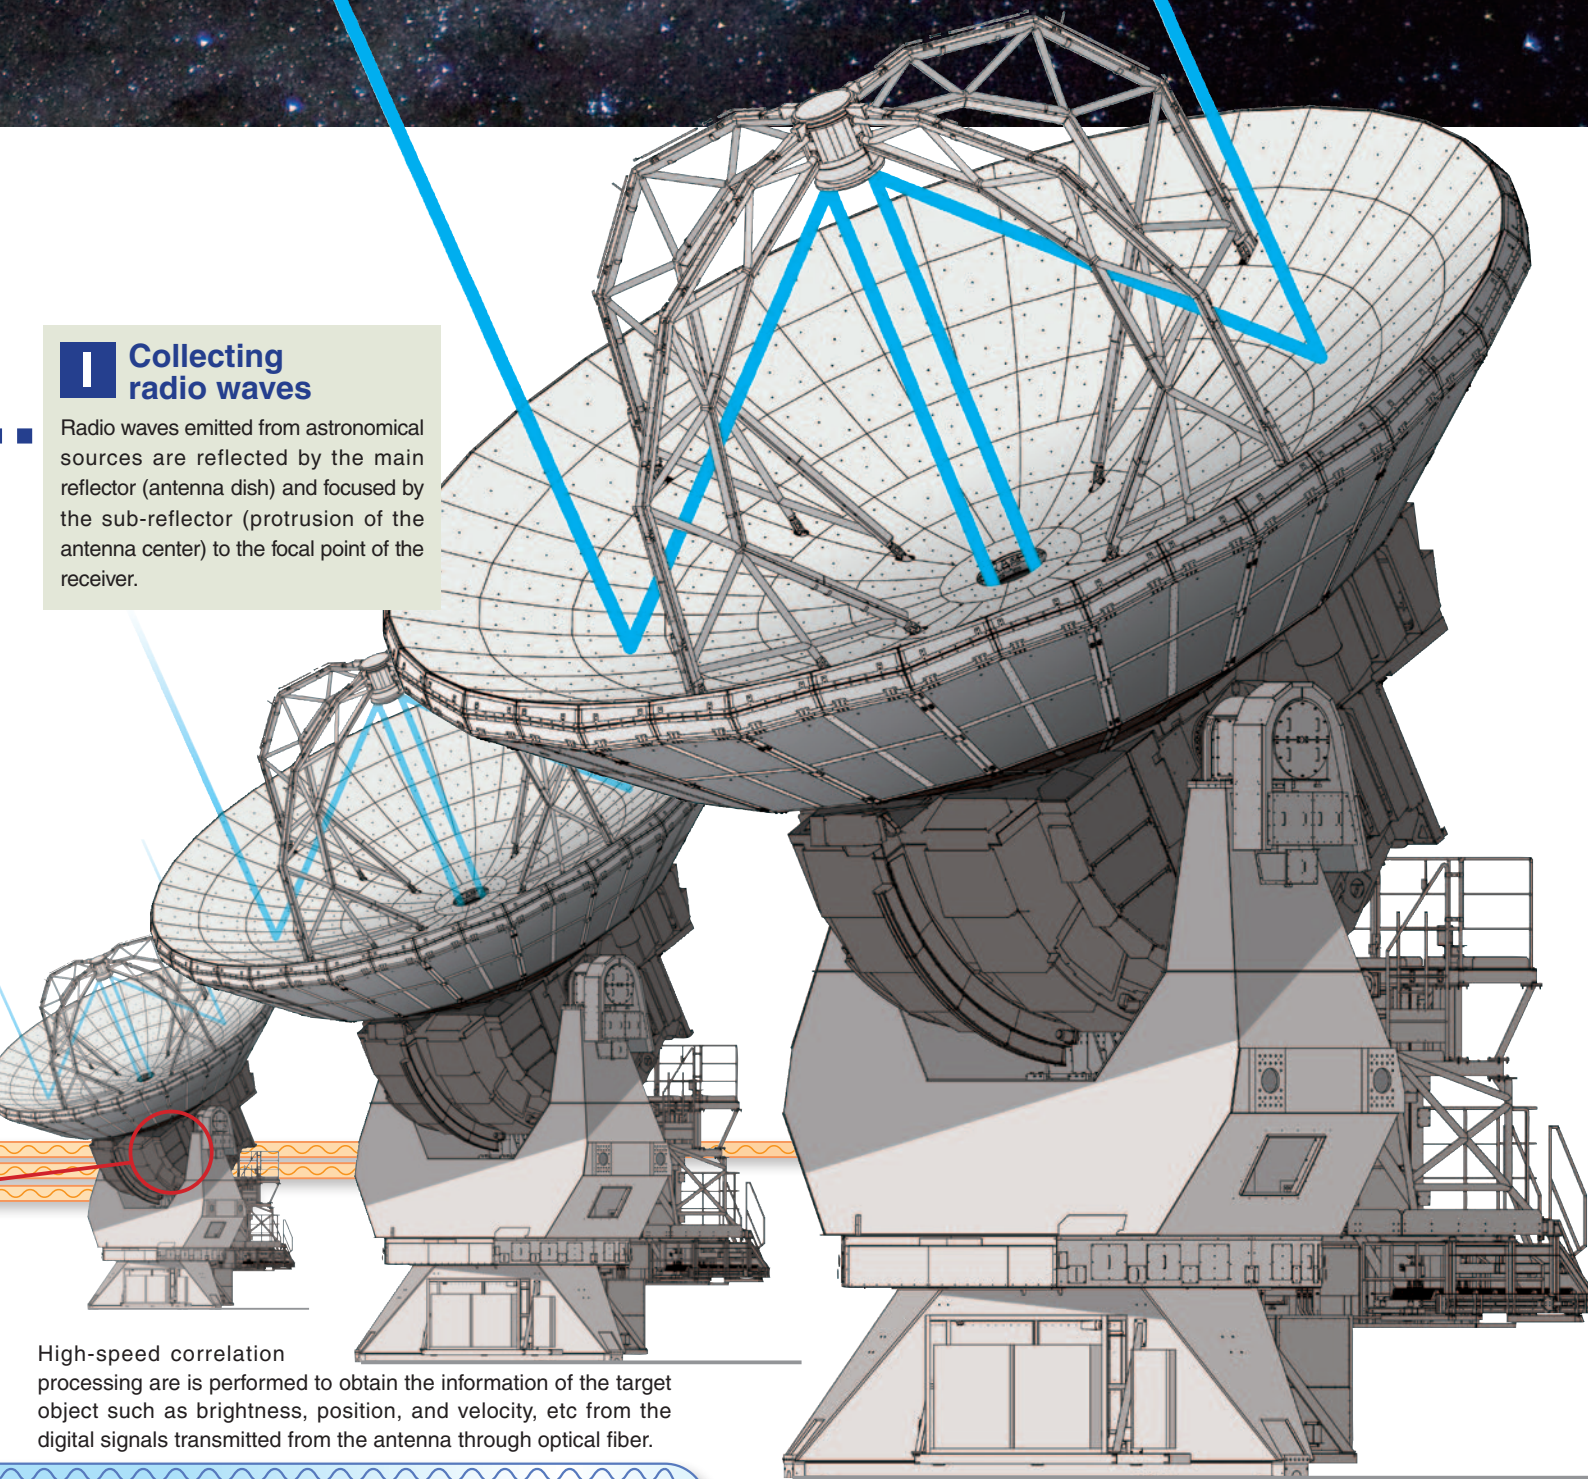 I Collecting
radio waves
Radio waves emitted from astronomical
sources are reflected by the main
reflector (antenna dish) and focused by
the sub-reflector (protrusion of the
antenna center) to the focal point of the
receiver.
High-speed correlation
processing are is performed to obtain the information of the target
object such as brightness, position, and velocity, etc from the
digital signals transmitted from the antenna through optical fiber.